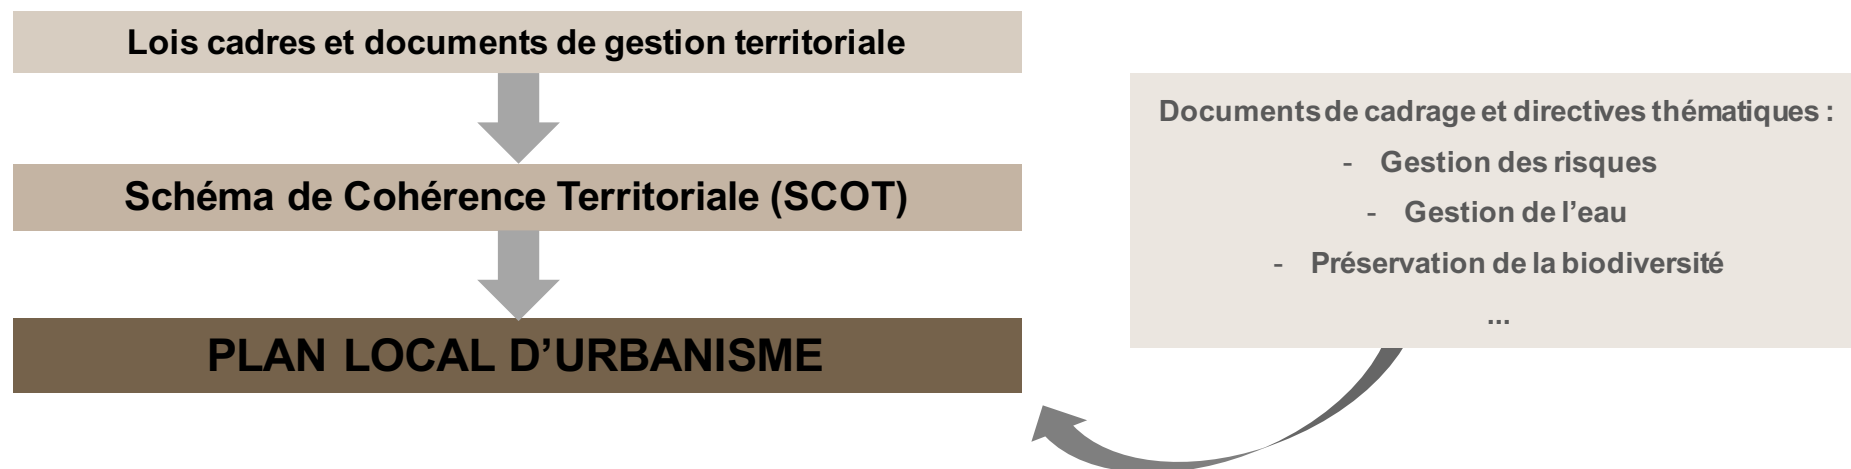 Lois cadres et documents de gestion territoriale
Schéma de Cohérence Territoriale (SCOT)
PLAN LOCAL D’URBANISME
Documents de cadrage et directives thématiques :
- Gestion des risques
- Gestion de l’eau
- Préservation de la biodiversité
...